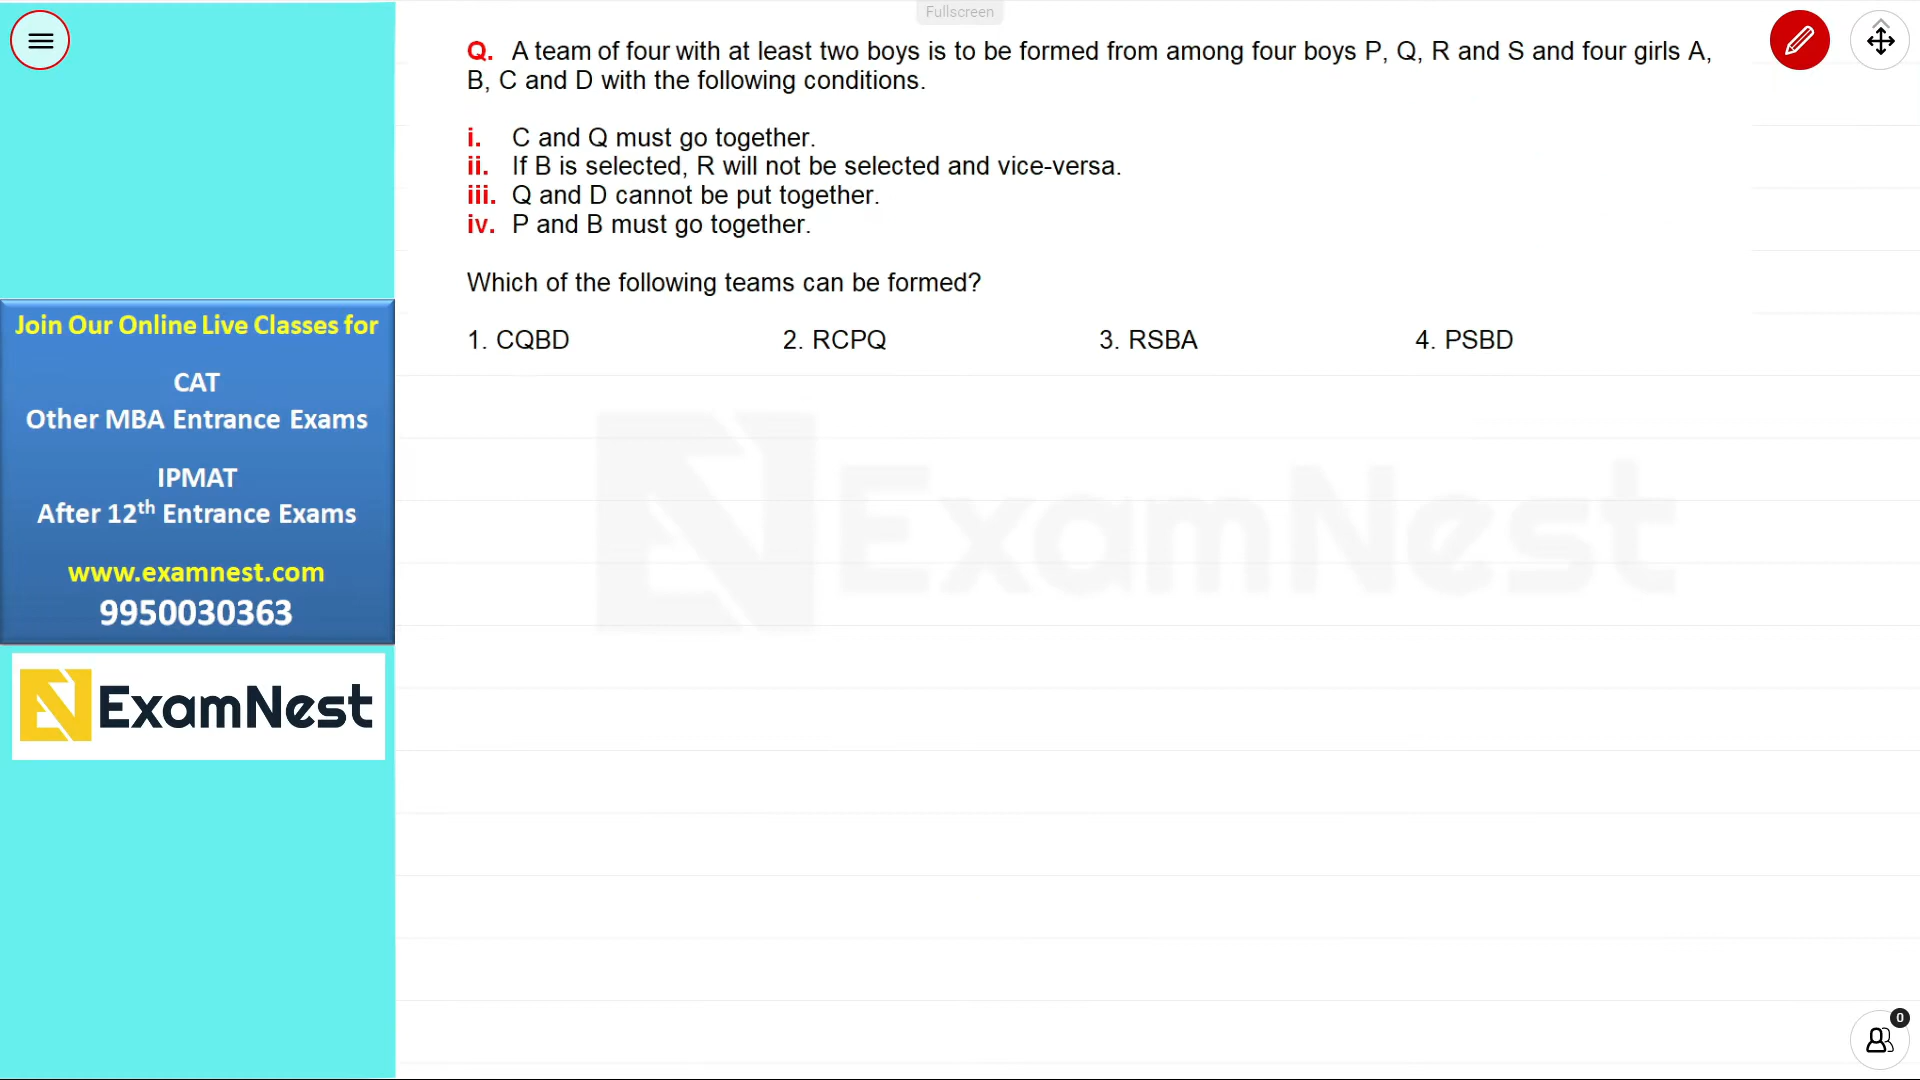 Fullscreen
Q. A team of four with at least two boys is to be formed from among four boys P, Q, R and S and four girls A,
B, C and D with the following conditions.
i. C and Q must go together.
ii. If B is selected, R will not be selected and vice-versa.
iii. Q and D cannot be put together.
iv. P and B must go together.
Which of the following teams can be formed?
1. CQBD 2. RCPQ 3. RSBA 4. PSBD
Join Our Online Live Classes for
CAT
Other MBA Entrance Exams
IPMAT
After 12th Entrance Exams
www.examnest.com
9950030363
ExamNest
ExamNest
0